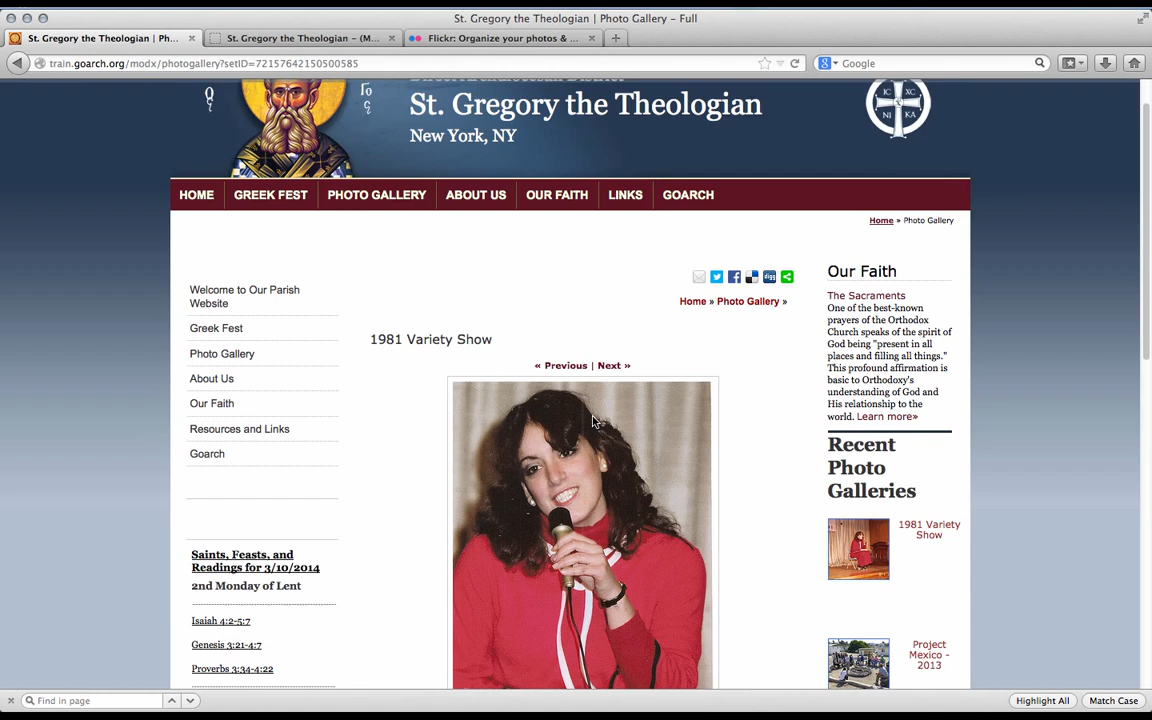 St. Gregory the Theologian | Photo Gallery - Full
St. Gregory the Theologian | Ph...
St. Gregory the Theologian – (M...
Flickr: Organize your photos & ...
train.goarch.org/modx/photogallery?setID=72157642150500585
Google
St. Gregory the Theologian
New York, NY
IC XC
NI KA
HOME
GREEK FEST
PHOTO GALLERY
ABOUT US
OUR FAITH
LINKS
GOARCH
Home » Photo Gallery
Welcome to Our Parish
Website
Greek Fest
Photo Gallery
About Us
Our Faith
Resources and Links
Goarch
Saints, Feasts, and
Readings for 3/10/2014
2nd Monday of Lent
Isaiah 4:2-5:7
Genesis 3:21-4:7
Proverbs 3:34-4:22
digg
Home » Photo Gallery »
1981 Variety Show
« Previous | Next »
Our Faith
The Sacraments
One of the best-known
prayers of the Orthodox
Church speaks of the spirit of
God being "present in all
places and filling all things."
This profound affirmation is
basic to Orthodoxy's
understanding of God and
His relationship to the
world. Learn more»
Recent
Photo
Galleries
1981 Variety
Show
Project
Mexico -
2013
Find in page
Highlight All
Match Case